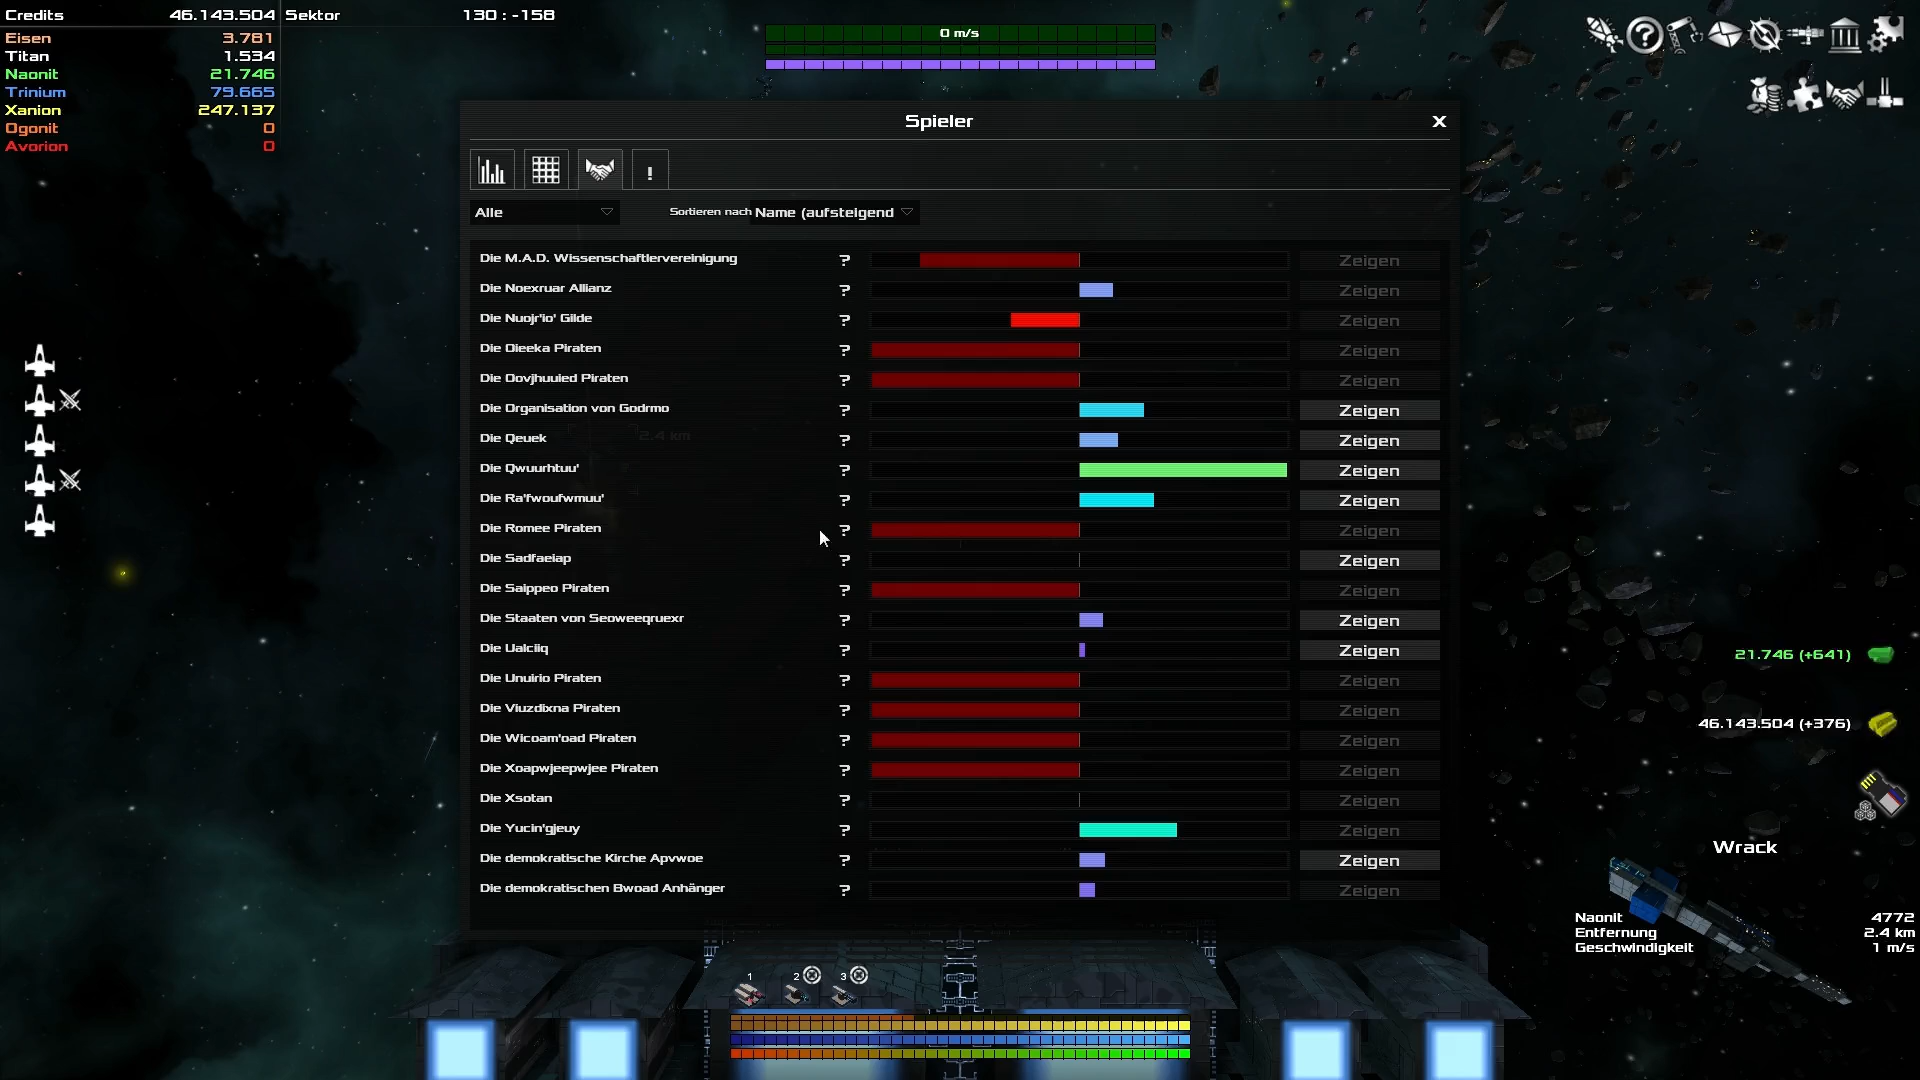 Credits 46.143.504 Sektor 130 : -158
Eisen 3.781
Titan 1.534
Naonit 21.746
Trinium 79.665
Xanion 247.137
Ogonit 0
Avorion 0
0 m/s
Spieler X
!
Alle Sortieren nach Name (aufsteigend
Die M.A.D. Wissenschaftlervereinigung ? Zeigen
Die Noexruar Allianz ? Zeigen
Die Nuojr'io' Gilde ? Zeigen
Die Oieeka Piraten ? Zeigen
Die Oovjhuuied Piraten ? Zeigen
Die Organisation von Godrmo ? Zeigen
Die Qeuek ? Zeigen
2.4 km
Die Qwuurhtuu' ? Zeigen
Die Ra'fwoufwmuu' ? Zeigen
Die Romee Piraten ? Zeigen
Die Sadfaeiap ? Zeigen
Die Saippeo Piraten ? Zeigen
Die Staaten von Seoweeqruexr ? Zeigen
Die Ualciiq ? Zeigen
Die Unuirio Piraten ? Zeigen
Die Viuzdixna Piraten ? Zeigen
Die Wicoam'oad Piraten ? Zeigen
Die Xoapwjeepwjee Piraten ? Zeigen
Die Xsotan ? Zeigen
Die Yucin'gjeuy ? Zeigen
Die demokratische Kirche Apvwoe ? Zeigen
Die demokratischen Bwoad Anhänger ? Zeigen
21.746 (+641)
46.143.504 (+376)
Wrack
Naonit 4772
Entfernung 2.4 km
Geschwindigkeit 1 m/s
1 2 3